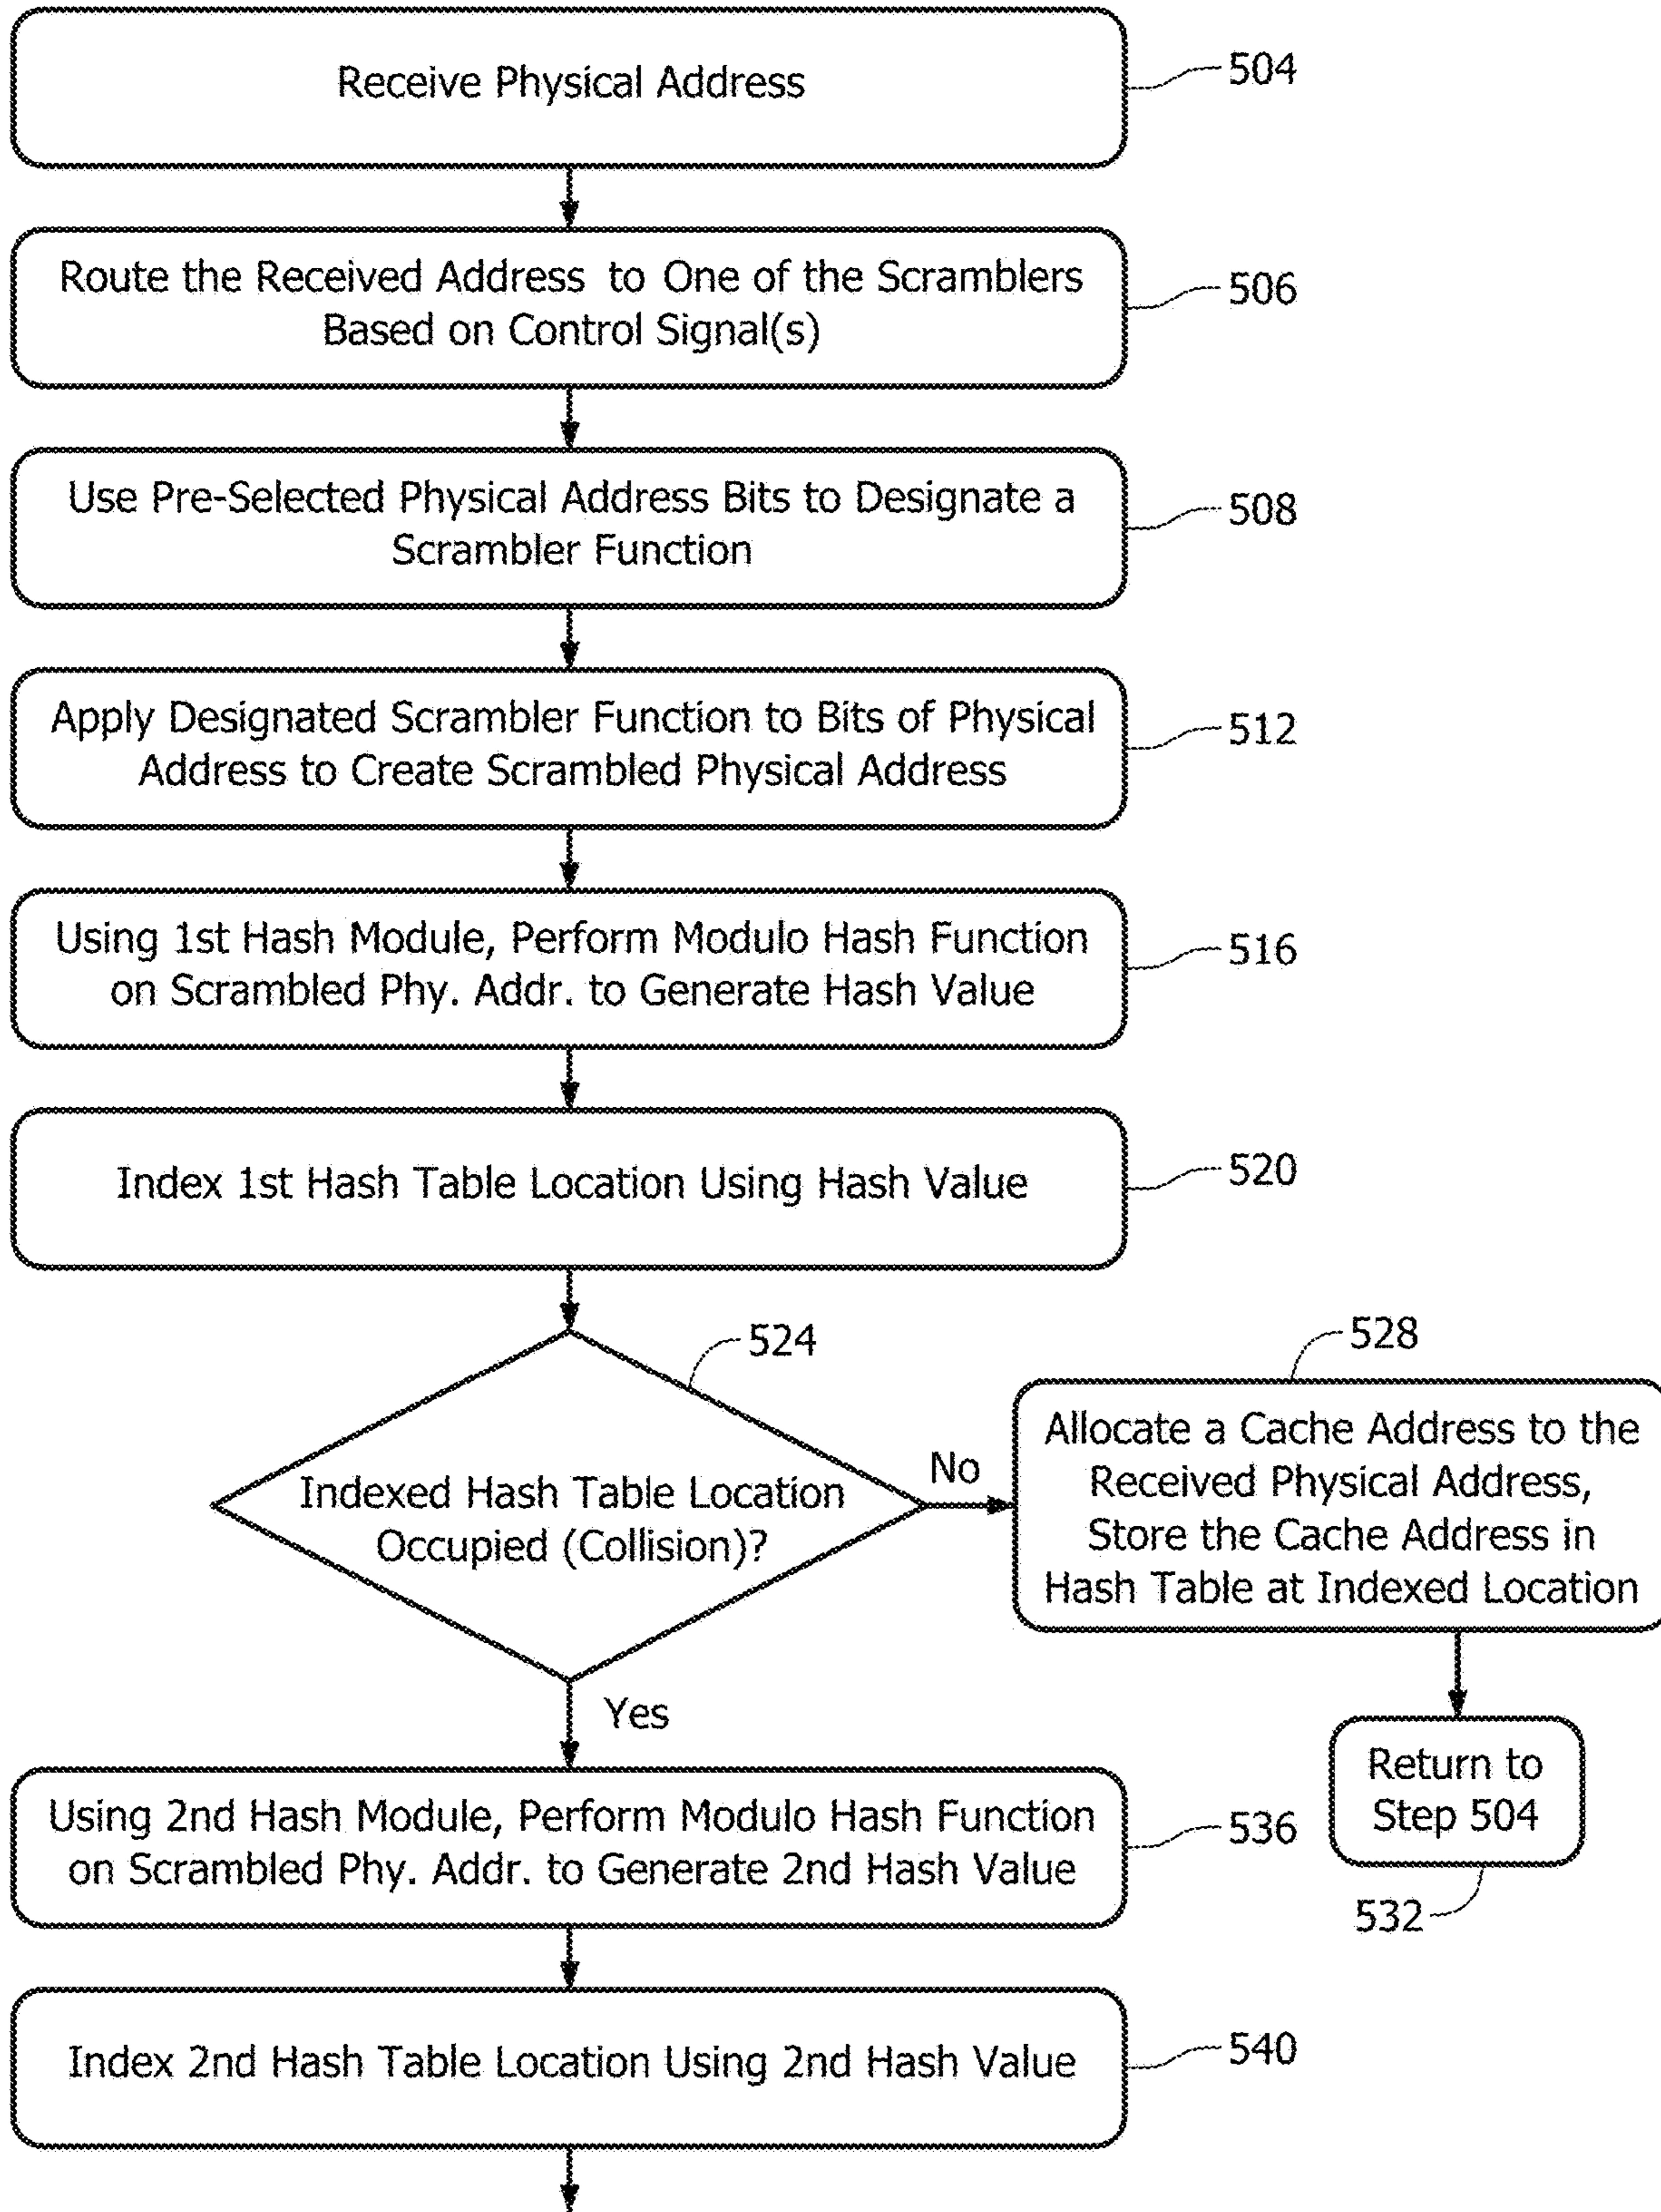 Receive Physical Address
504
Route the Received Address to One of the Scramblers
Based on Control Signal(s)
506
Use Pre-Selected Physical Address Bits to Designate a
Scrambler Function
508
Apply Designated Scrambler Function to Bits of Physical
Address to Create Scrambled Physical Address
512
Using 1st Hash Module, Perform Modulo Hash Function
on Scrambled Phy. Addr. to Generate Hash Value
516
Index 1st Hash Table Location Using Hash Value
520
524
Indexed Hash Table Location
Occupied (Collision)?
No
528
Allocate a Cache Address to the
Received Physical Address,
Store the Cache Address in
Hash Table at Indexed Location
Return to
Step 504
532
Yes
Using 2nd Hash Module, Perform Modulo Hash Function
on Scrambled Phy. Addr. to Generate 2nd Hash Value
536
Index 2nd Hash Table Location Using 2nd Hash Value
540